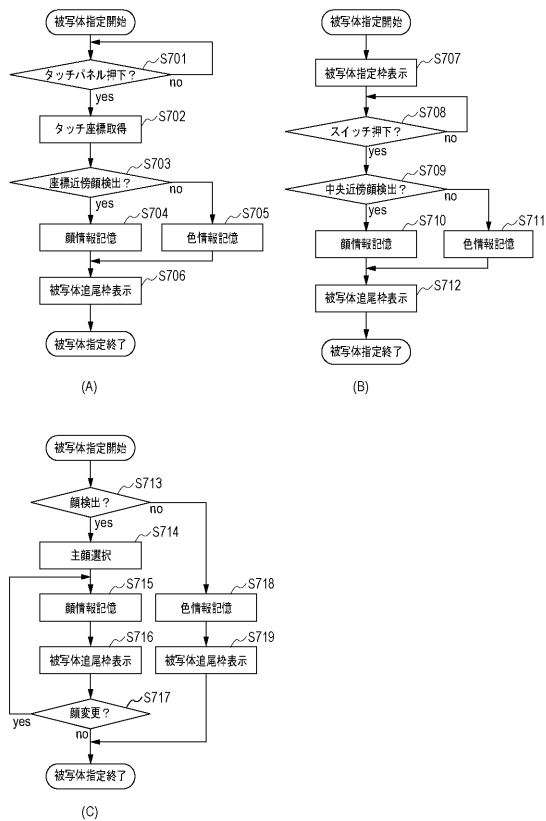 被写体指定開始
S701
タッチパネル押下?
no
yes
S702
タッチ座標取得
S703
座標近傍顔検出?
no
yes
S704
顔情報記憶
S705
色情報記憶
S706
被写体追尾枠表示
被写体指定終了
(A)
被写体指定開始
S707
被写体指定枠表示
S708
スイッチ押下?
no
yes
S709
中央近傍顔検出?
no
yes
S710
顔情報記憶
S711
色情報記憶
S712
被写体追尾枠表示
被写体指定終了
(B)
被写体指定開始
S713
顔検出?
no
yes
S714
主顔選択
S715
顔情報記憶
S718
色情報記憶
S716
被写体追尾枠表示
S719
被写体追尾枠表示
S717
顔変更?
yes
no
被写体指定終了
(C)